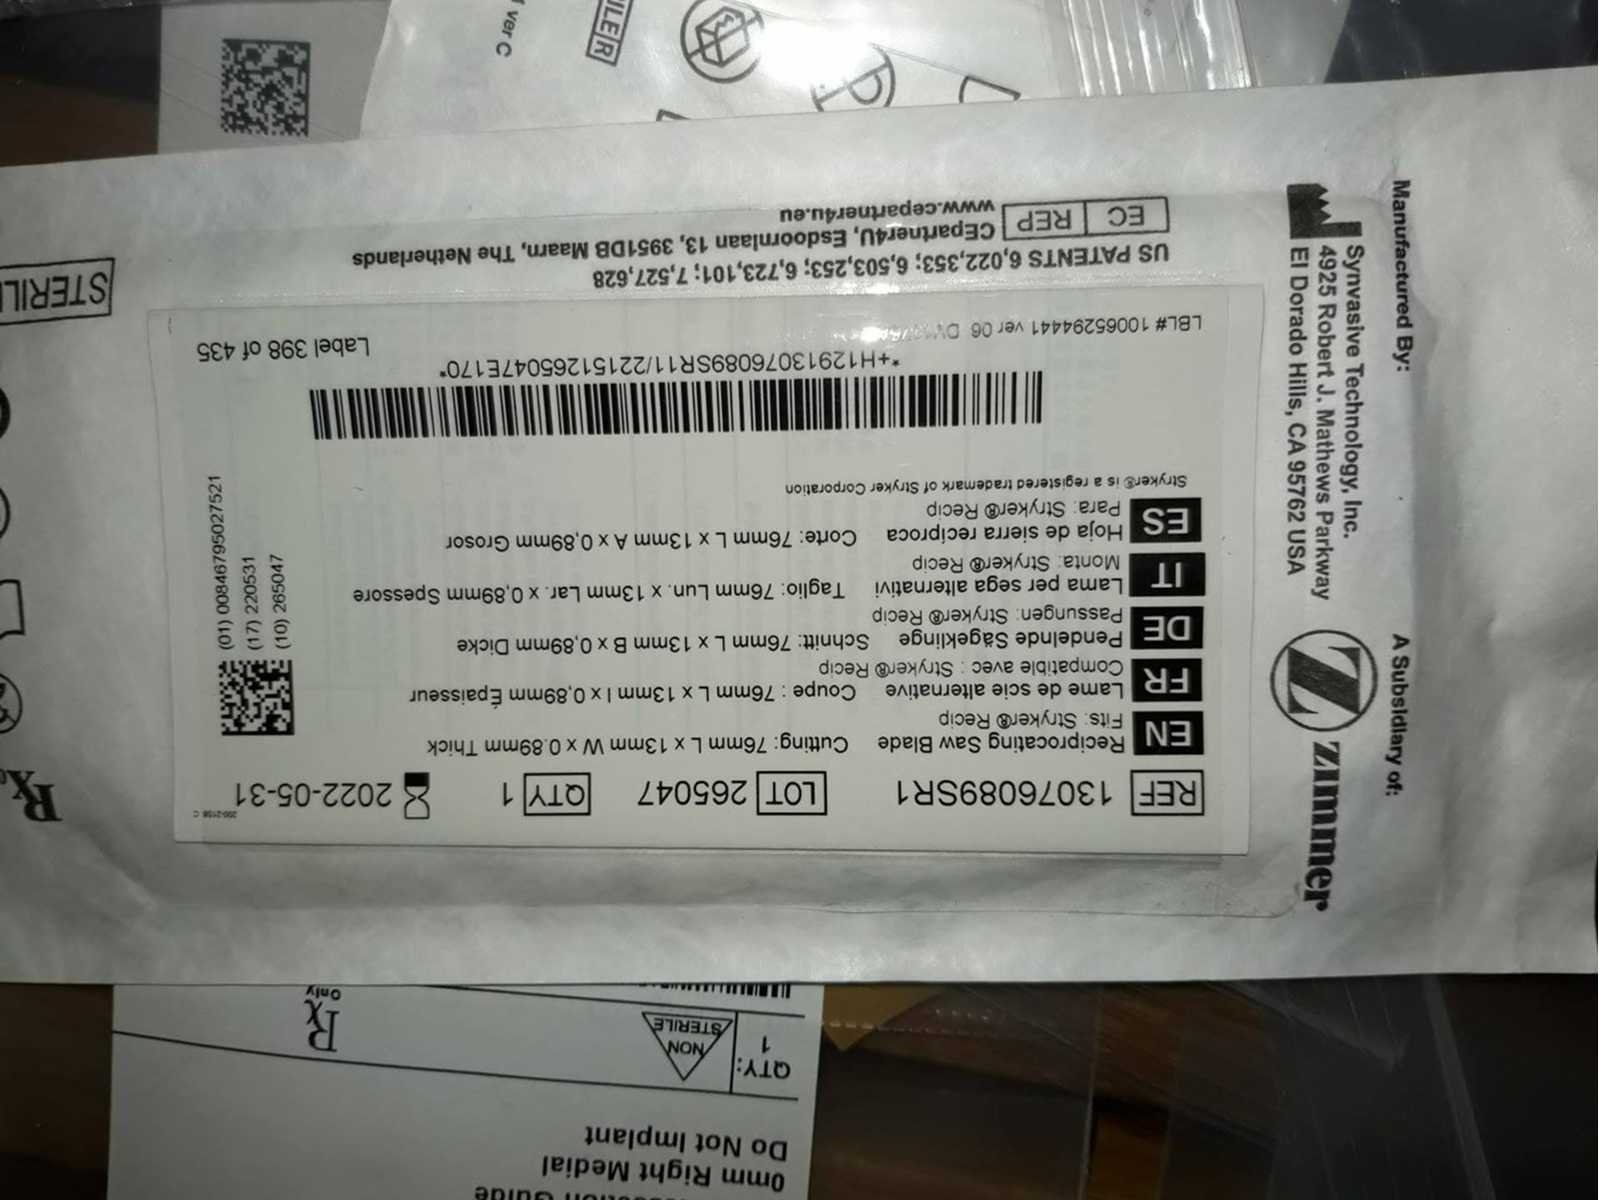 REF 13076089SR1 LOT 265047 QTY 1 2022-05-31
200-2158 C
EN Reciprocating Saw Blade Cutting: 76mm L x 13mm W x 0.89mm Thick
Fits: Stryker® Recip
FR Lame de scie alternative Coupe : 76mm L x 13mm l x 0,89mm Épaisseur
Compatible avec : Stryker® Recip
DE Pendelnde Sägeklinge Schnitt: 76mm L x 13mm B x 0,89mm Dicke
Passungen: Stryker® Recip
IT Lama per sega alternativi Taglio: 76mm Lun. x 13mm Lar. x 0,89mm Spessore
Monta: Stryker® Recip
ES Hoja de sierra recíproca Corte: 76mm L x 13mm A x 0,89mm Grosor
Para: Stryker® Recip
Stryker® is a registered trademark of Stryker Corporation
(01) 00846795027521
(17) 220531
(10) 265047
*+H12913076089SR11/22151265047E170*
LBL# 10065294441 ver 06
Label 398 of 435
US PATENTS 6,022,353; 6,503,253; 6,723,101; 7,527,628
EC REP CEpartner4U, Esdoornlaan 13, 3951DB Maarn, The Netherlands
www.cepartner4u.eu
Manufactured By:
Synvasive Technology, Inc.
4925 Robert J. Mathews Parkway
El Dorado Hills, CA 95762 USA
A Subsidiary of:
zimmer
Rx
ver C
R
Guide
0mm Right Medial
Do Not Implant
QTY:
1
NON
STERILE
Rx
Only